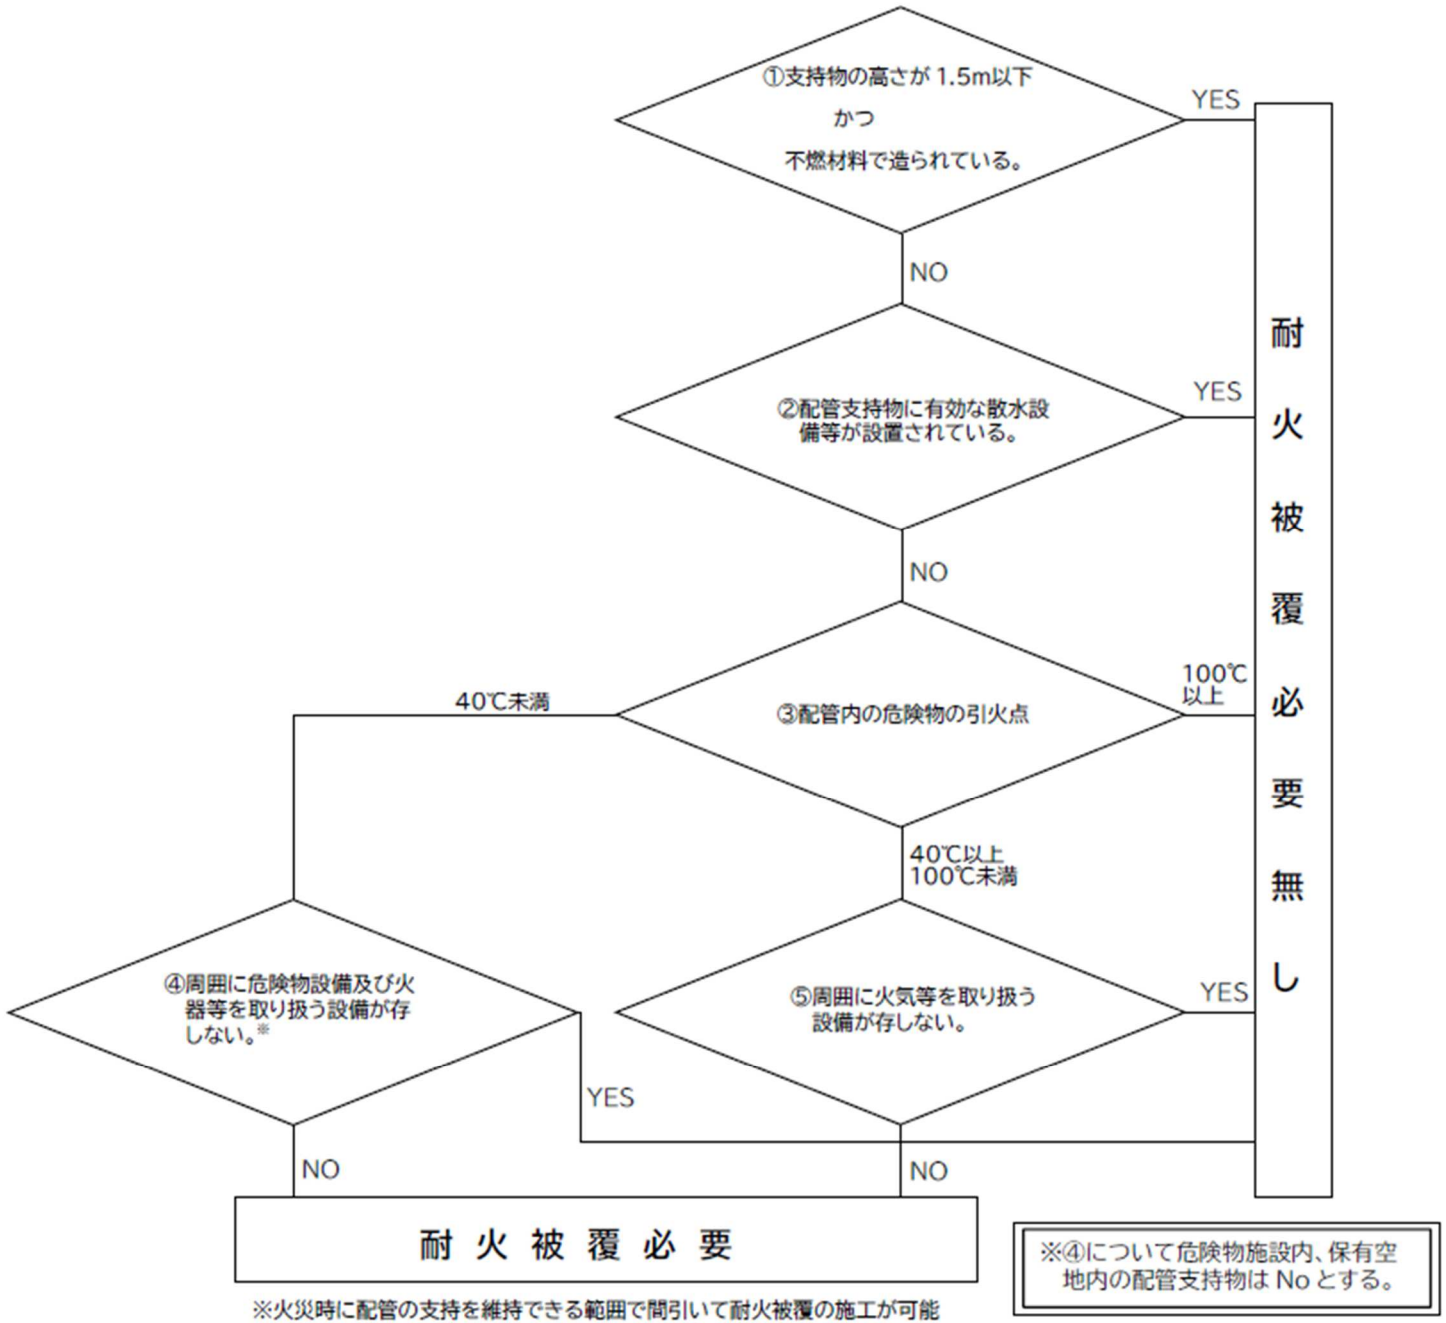 ①支持物の高さが 1.5m以下
かつ
不燃材料で造られている。
YES
NO
②配管支持物に有効な散水設
備等が設置されている。
YES
NO
③配管内の危険物の引火点
40℃未満
100℃
以上
40℃以上
100℃未満
④周囲に危険物設備及び火
器等を取り扱う設備が存
しない。※
YES
NO
⑤周囲に火気等を取り扱う
設備が存しない。
YES
NO
耐火被覆必要無し
耐火被覆必要
※④について危険物施設内、保有空
地内の配管支持物は No とする。
※火災時に配管の支持を維持できる範囲で間引いて耐火被覆の施工が可能